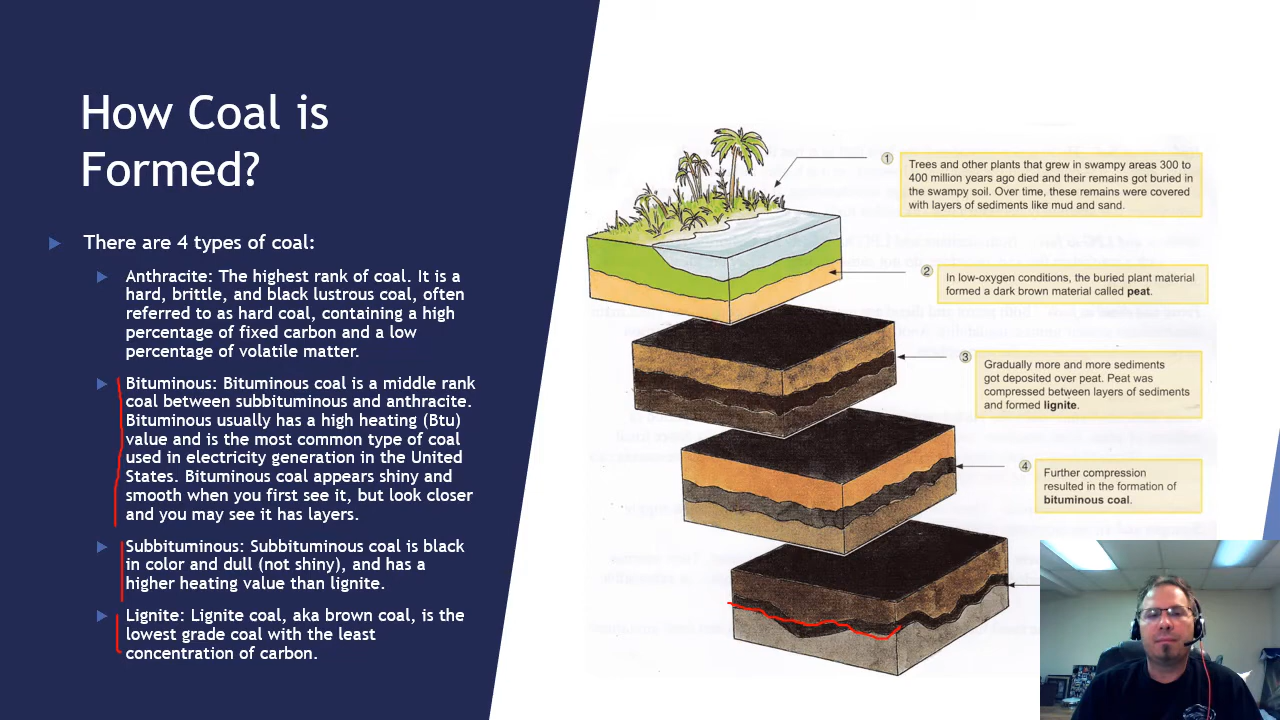 How Coal is
Formed?
There are 4 types of coal:
Anthracite: The highest rank of coal. It is a
hard, brittle, and black lustrous coal, often
referred to as hard coal, containing a high
percentage of fixed carbon and a low
percentage of volatile matter.
Bituminous: Bituminous coal is a middle rank
coal between subbituminous and anthracite.
Bituminous usually has a high heating (Btu)
value and is the most common type of coal
used in electricity generation in the United
States. Bituminous coal appears shiny and
smooth when you first see it, but look closer
and you may see it has layers.
Subbituminous: Subbituminous coal is black
in color and dull (not shiny), and has a
higher heating value than lignite.
Lignite: Lignite coal, aka brown coal, is the
lowest grade coal with the least
concentration of carbon.
1
Trees and other plants that grew in swampy areas 300 to
400 million years ago died and their remains got buried in
the swampy soil. Over time, these remains were covered
with layers of sediments like mud and sand.
2
In low-oxygen conditions, the buried plant material
formed a dark brown material called peat.
3
Gradually more and more sediments
got deposited over peat. Peat was
compressed between layers of sediments
and formed lignite.
4
Further compression
resulted in the formation of
bituminous coal.